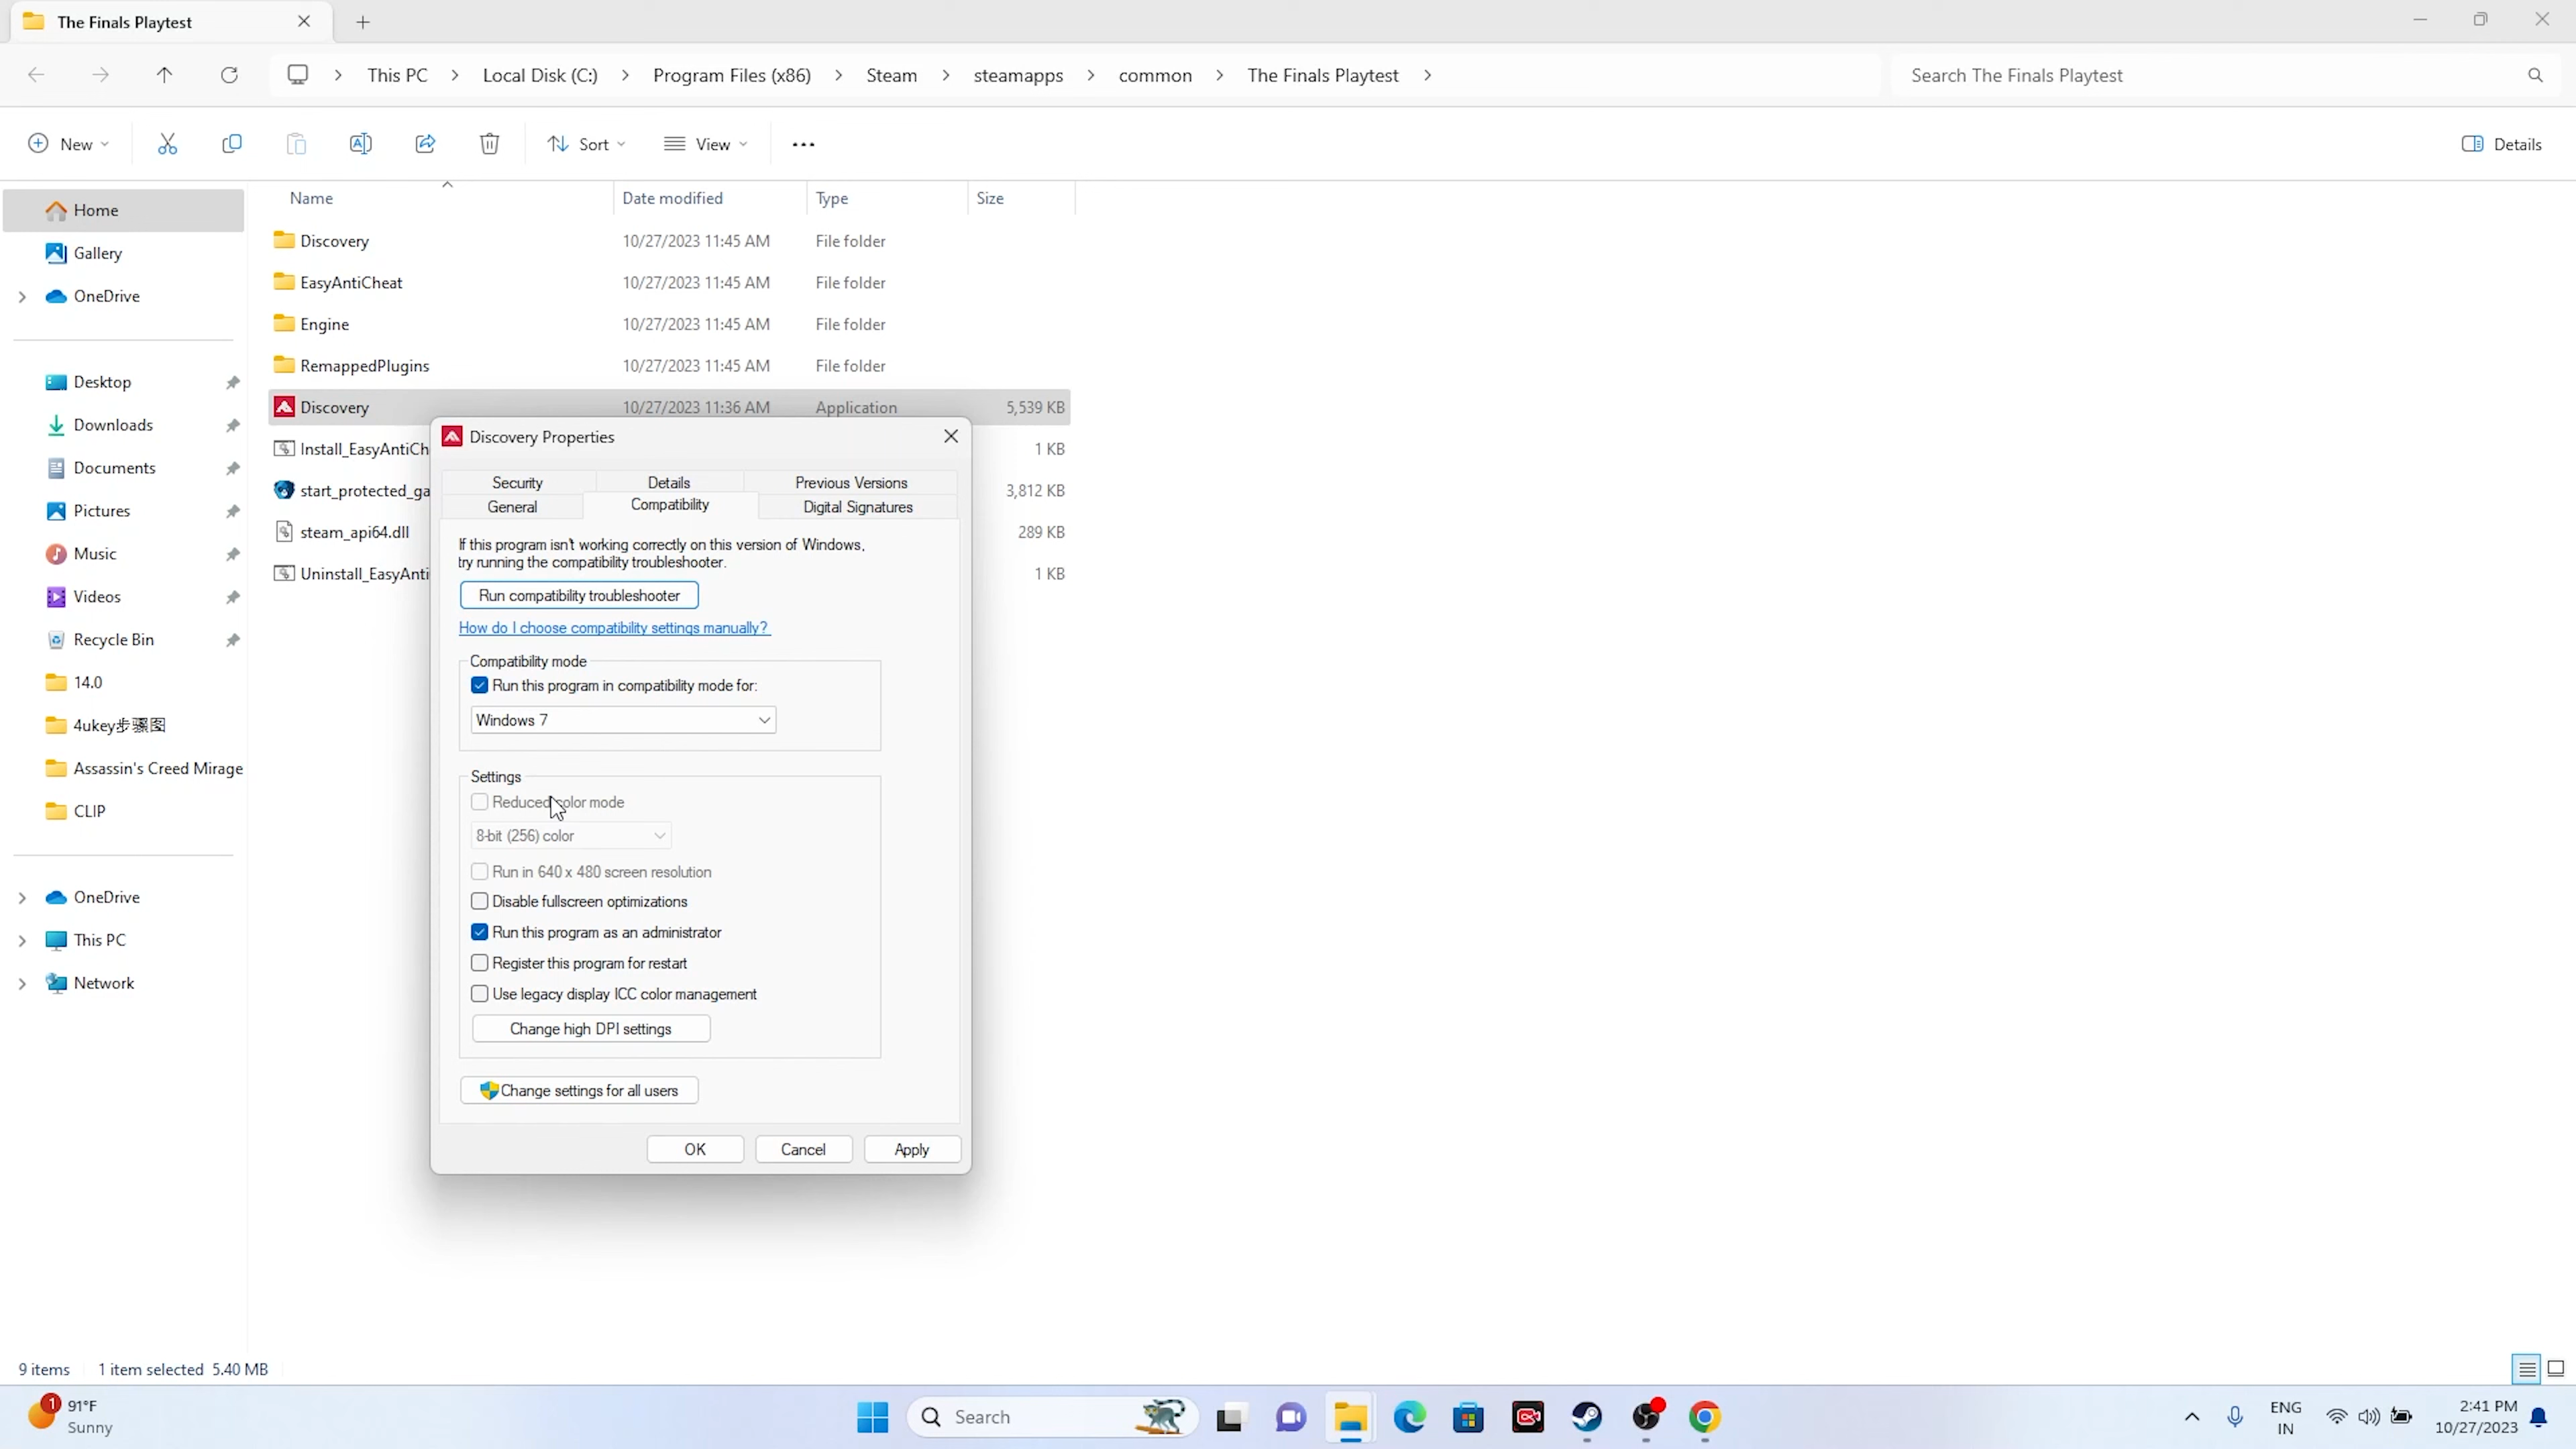 The Finals Playtest
This PC
Local Disk (C:)
Program Files (x86)
Steam
steamapps
common
The Finals Playtest
Search The Finals Playtest
New
Sort
View
Details
Name
Date modified
Type
Size
Home
Gallery
OneDrive
Desktop
Downloads
Documents
Pictures
Music
Videos
Recycle Bin
14.0
4ukey步骤图
Assassin's Creed Mirage
CLIP
OneDrive
This PC
Network
Discovery 10/27/2023 11:45 AM File folder
EasyAntiCheat 10/27/2023 11:45 AM File folder
Engine 10/27/2023 11:45 AM File folder
RemappedPlugins 10/27/2023 11:45 AM File folder
Discovery 10/27/2023 11:36 AM Application 5,539 KB
Install_EasyAntiCh 1 KB
start_protected_ga 3,812 KB
steam_api64.dll 289 KB
Uninstall_EasyAnti 1 KB
Discovery Properties
Security
Details
Previous Versions
General
Compatibility
Digital Signatures
If this program isn't working correctly on this version of Windows,
try running the compatibility troubleshooter.
Run compatibility troubleshooter
How do I choose compatibility settings manually?
Compatibility mode
Run this program in compatibility mode for:
Windows 7
Settings
Reduced color mode
8-bit (256) color
Run in 640 x 480 screen resolution
Disable fullscreen optimizations
Run this program as an administrator
Register this program for restart
Use legacy display ICC color management
Change high DPI settings
Change settings for all users
OK
Cancel
Apply
9 items
1 item selected 5.40 MB
1
91°F
Sunny
Search
ENG
IN
2:41 PM
10/27/2023